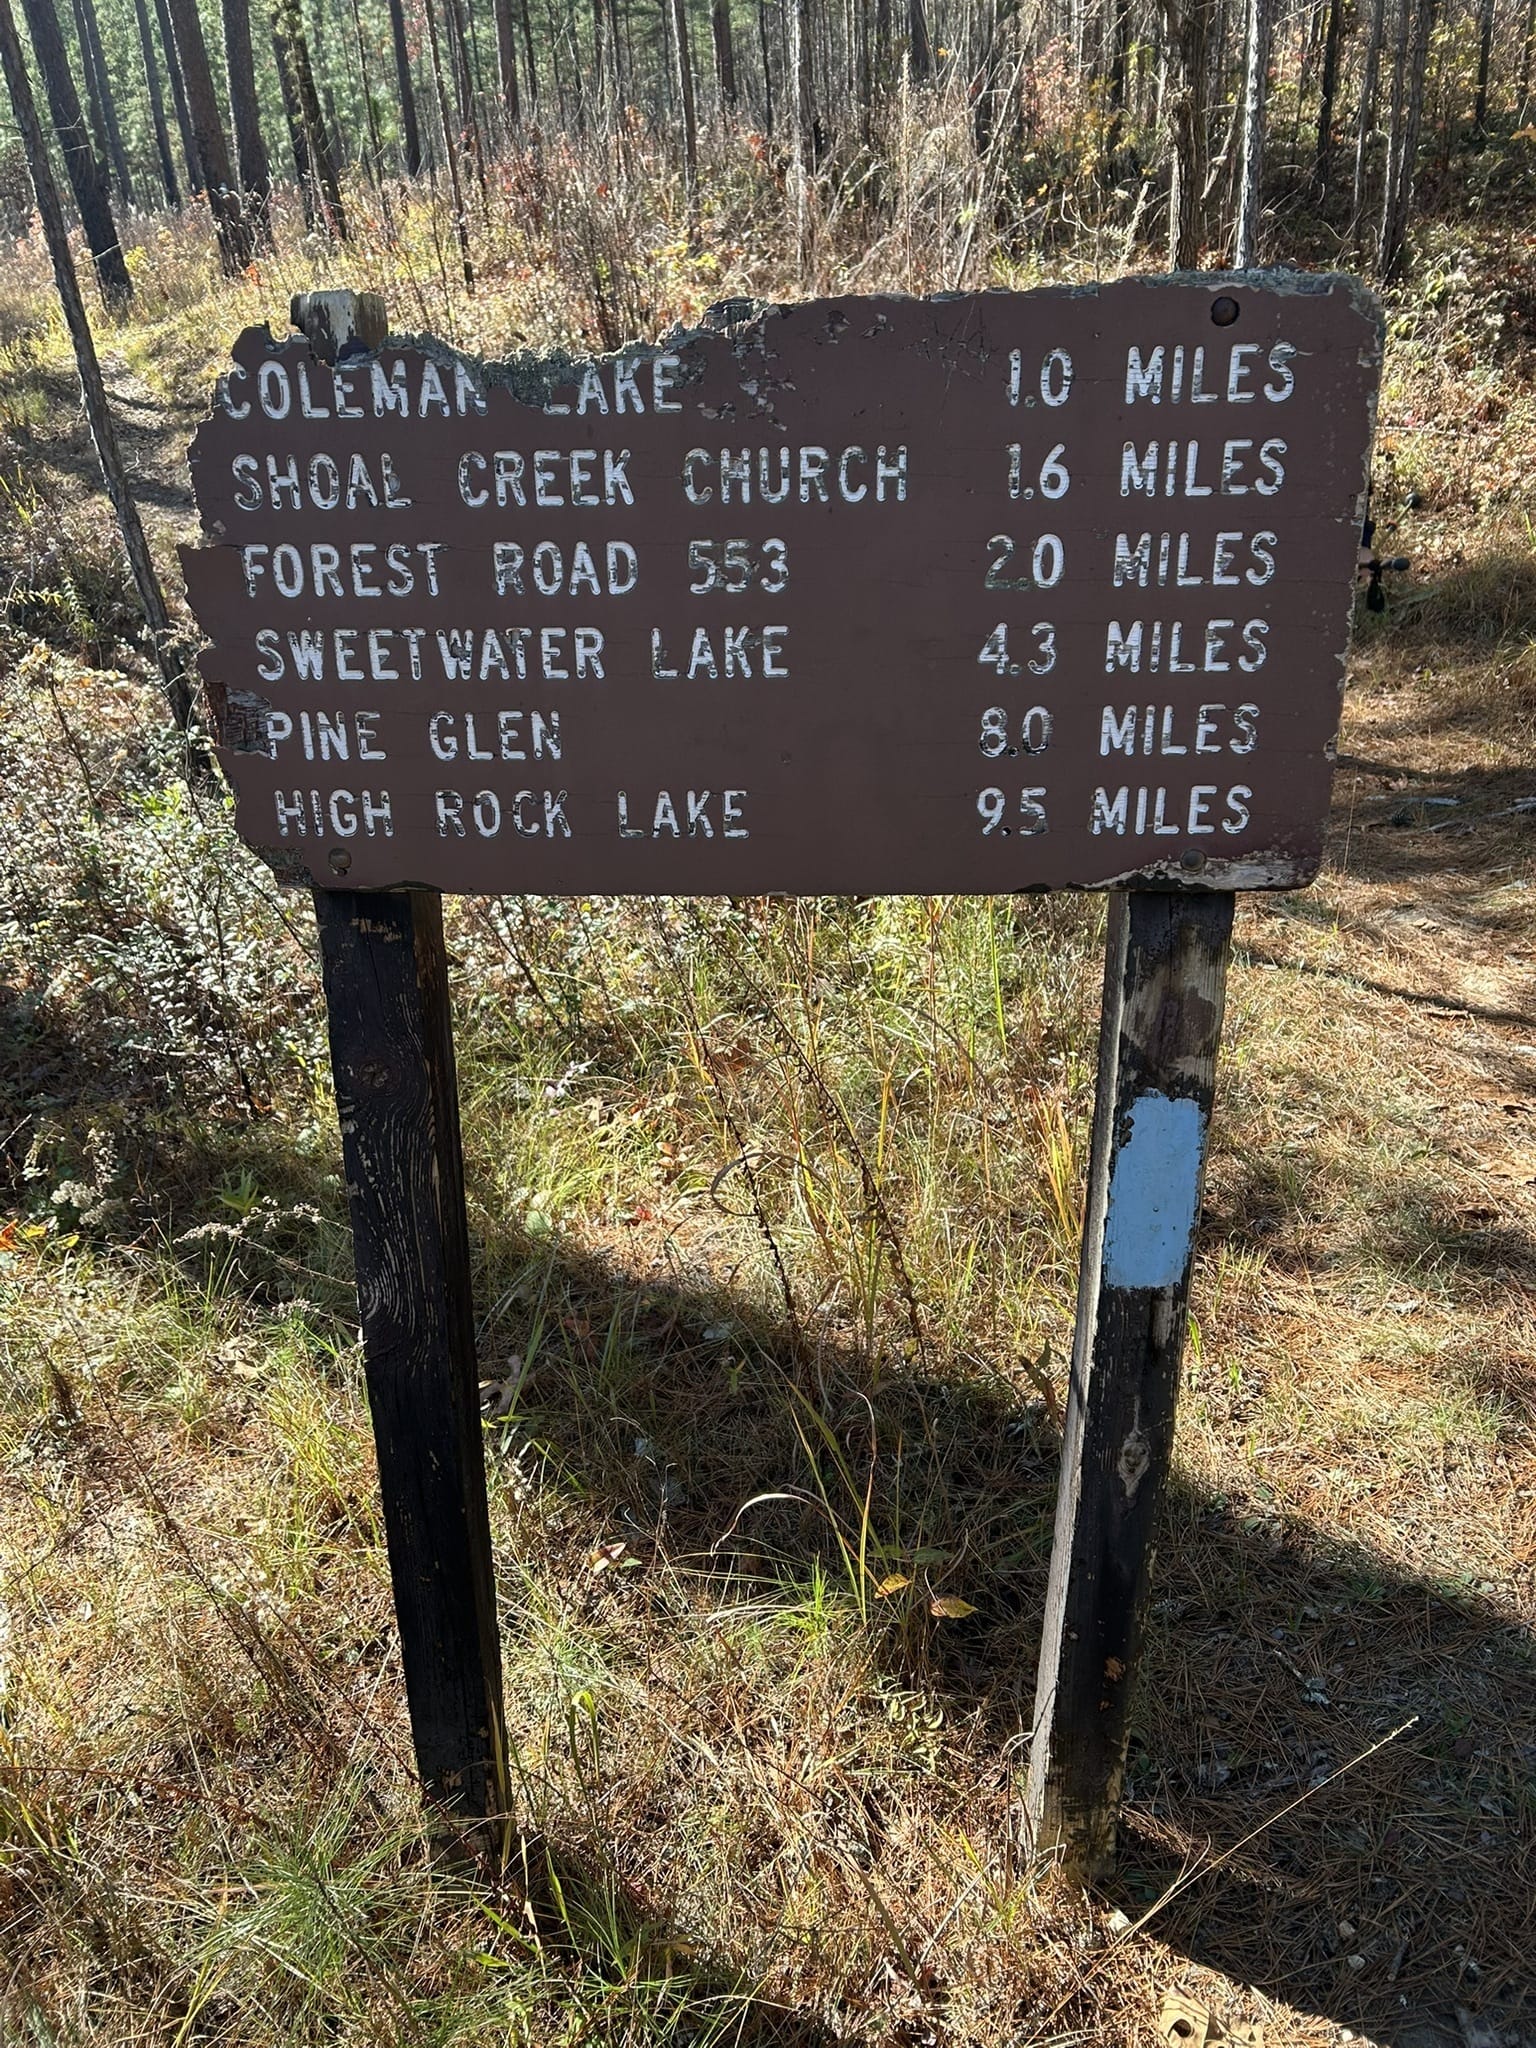 COLEMAN LAKE 1.0 MILES
SHOAL CREEK CHURCH 1.6 MILES
FOREST ROAD 553 2.0 MILES
SWEETWATER LAKE 4.3 MILES
PINE GLEN 8.0 MILES
HIGH ROCK LAKE 9.5 MILES